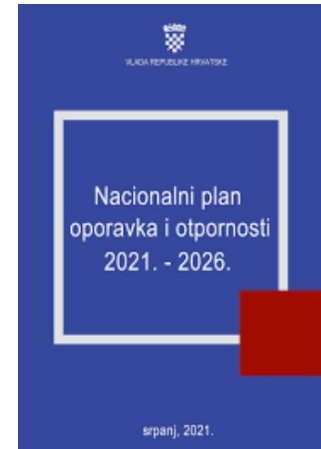 VLADA REPUBLIKE HRVATSKE
Nacionalni plan
oporavka i otpornosti
2021. - 2026.
srpanj, 2021.